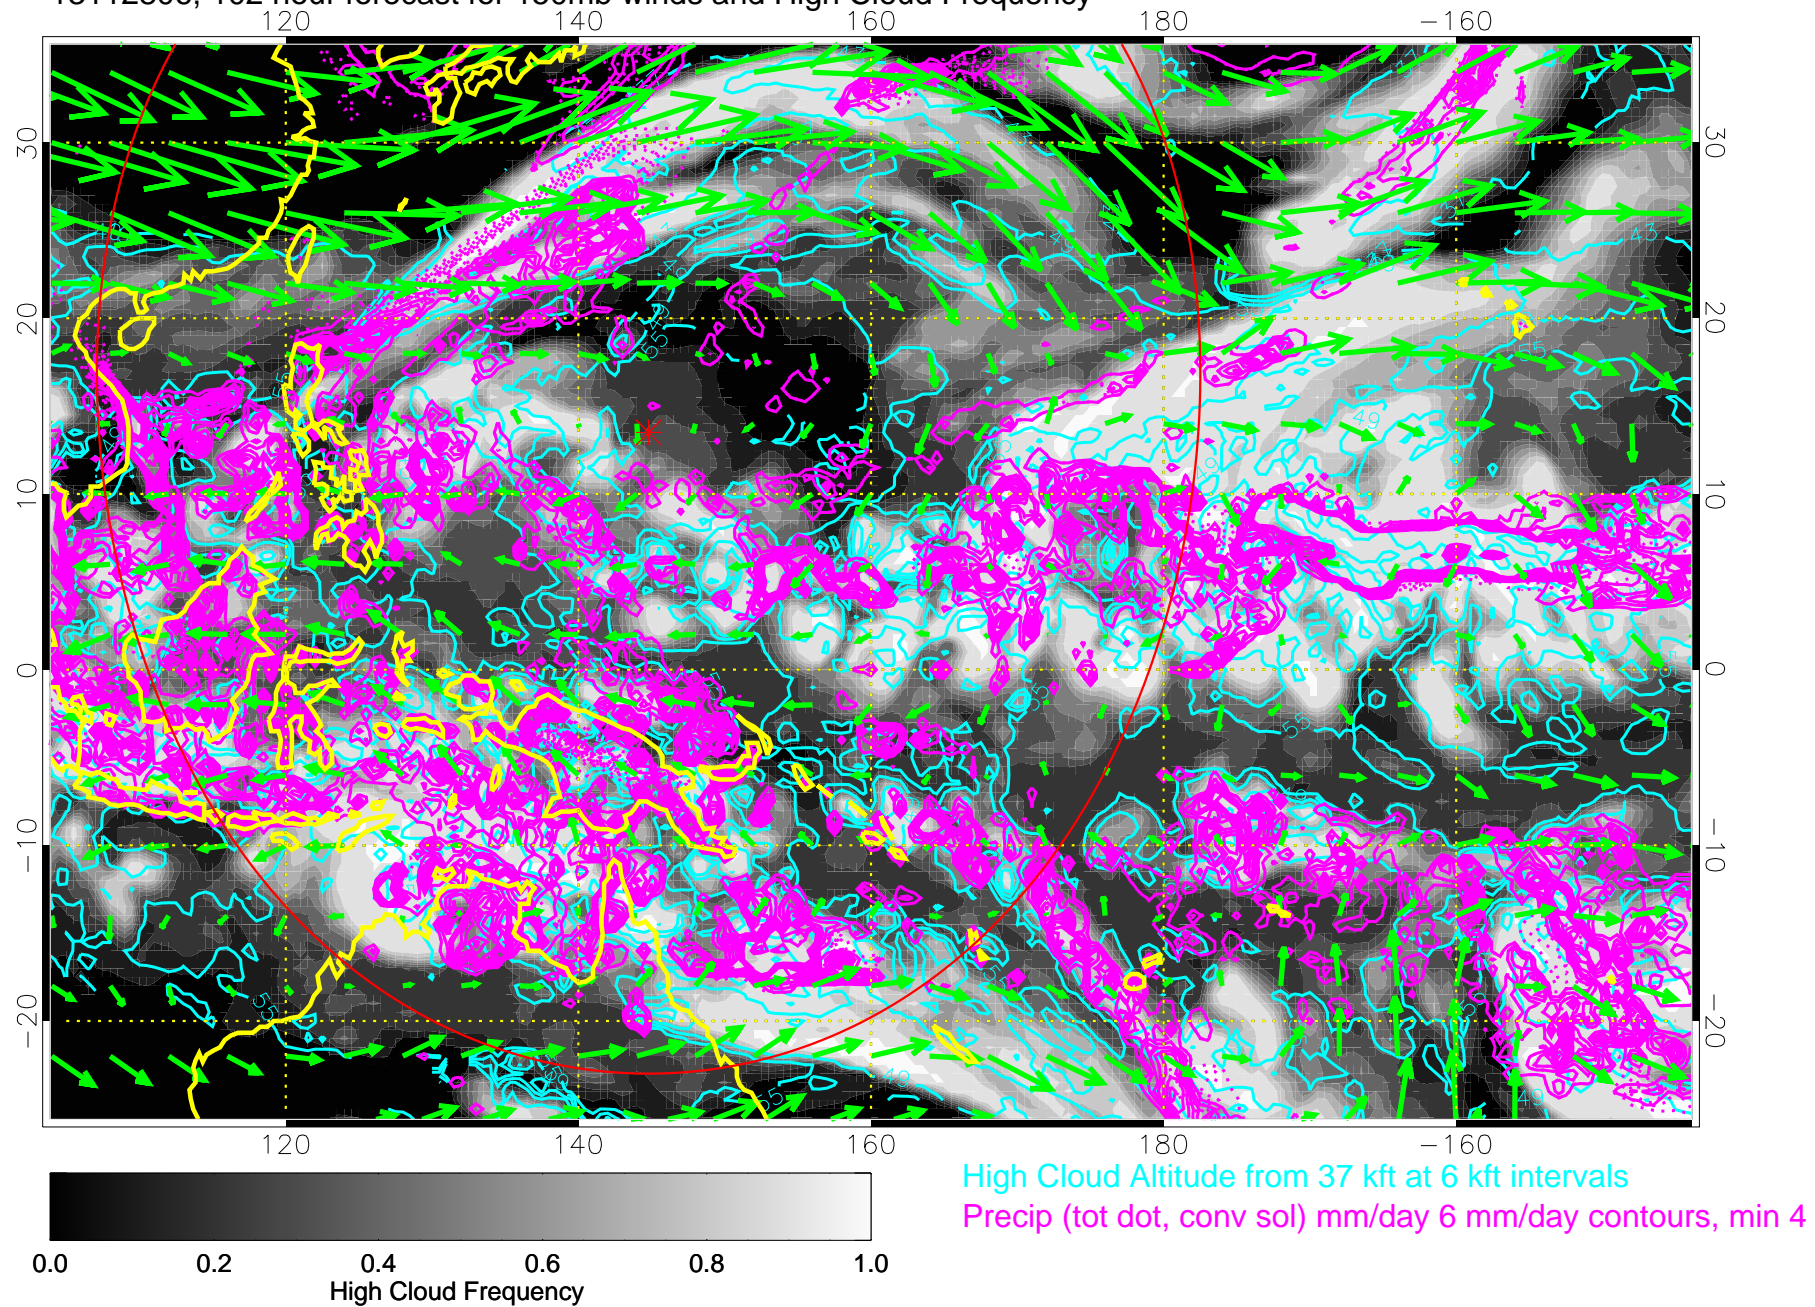 120 140 160 180 −160
30 30
20 20
10 10
0 0
−10 −10
−20 −20
120 140 160 180 −160
High Cloud Altitude from 37 kft at 6 kft intervals
Precip (tot dot, conv sol) mm/day 6 mm/day contours, min 4
0.0 0.2 0.4 0.6 0.8 1.0
High Cloud Frequency